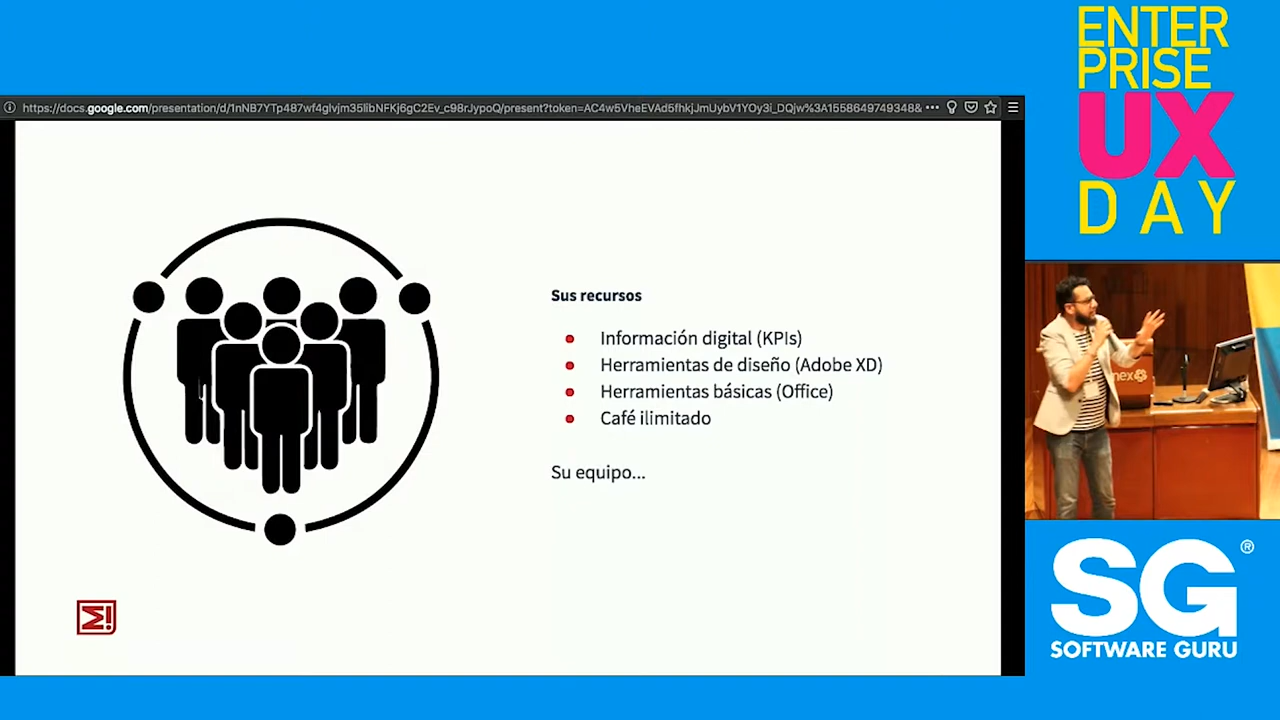 https://docs.google.com/presentation/d/1nNB7YTp487wf4glvjm35libNFKj6gC2Ev_c98rJypoQ/present?token=AC4w5VheEVAd5fhkjJmUybV1YOy3i_DQjw%3A1558649749348&
Sus recursos
Información digital (KPIs)
Herramientas de diseño (Adobe XD)
Herramientas básicas (Office)
Café ilimitado
Su equipo...
ENTER
PRISE
UX
DAY
SG®
SOFTWARE GURU